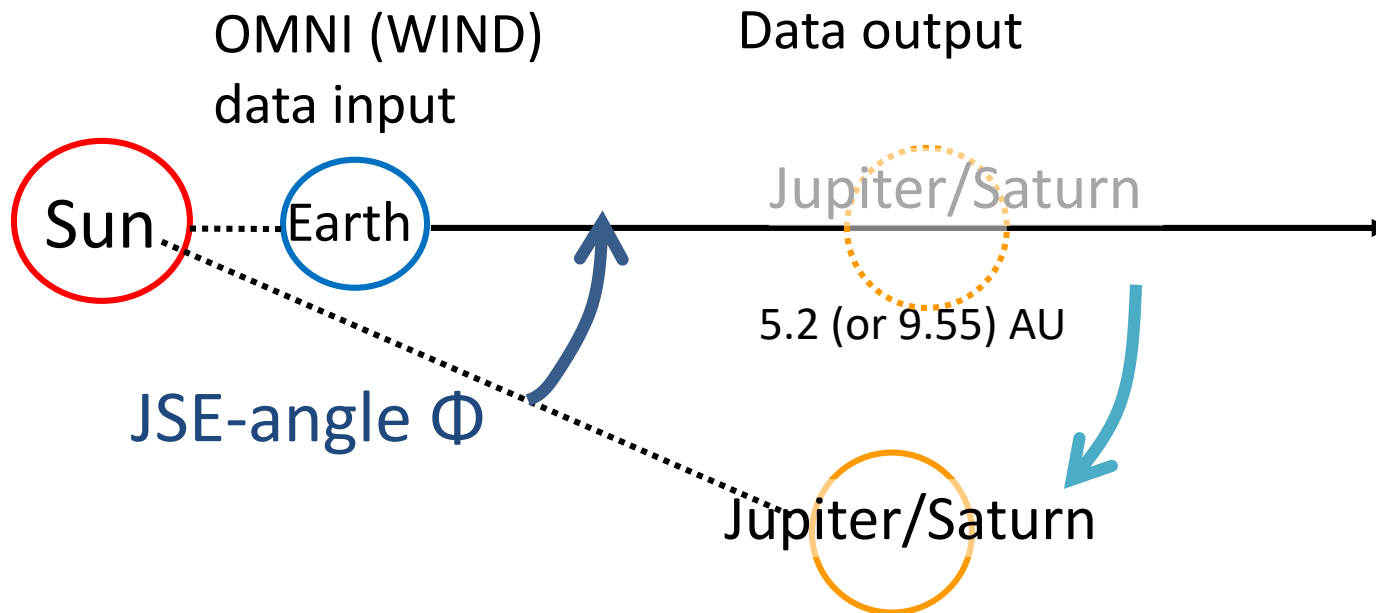 OMNI (WIND)
data input
Data output
Sun
Earth
Jupiter/Saturn
5.2 (or 9.55) AU
JSE-angle Φ
Jupiter/Saturn